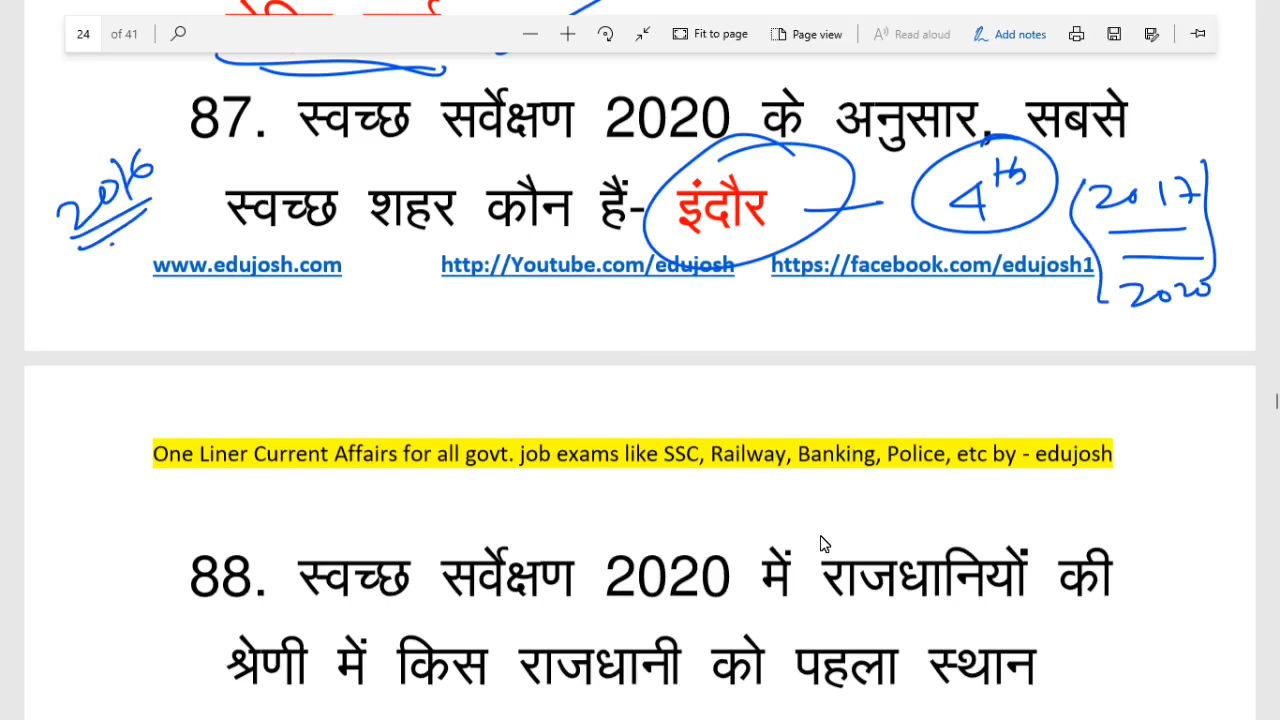 24 of 41 Fit to page Page view Read aloud Add notes
87. स्वच्छ सर्वेक्षण 2020 के अनुसार, सबसे
2016
स्वच्छ शहर कौन हैं- इंदौर
4th
2017
2020
www.edujosh.com http://Youtube.com/edujosh https://facebook.com/edujosh1
One Liner Current Affairs for all govt. job exams like SSC, Railway, Banking, Police, etc by - edujosh
88. स्वच्छ सर्वेक्षण 2020 में राजधानियों की
श्रेणी में किस राजधानी को पहला स्थान